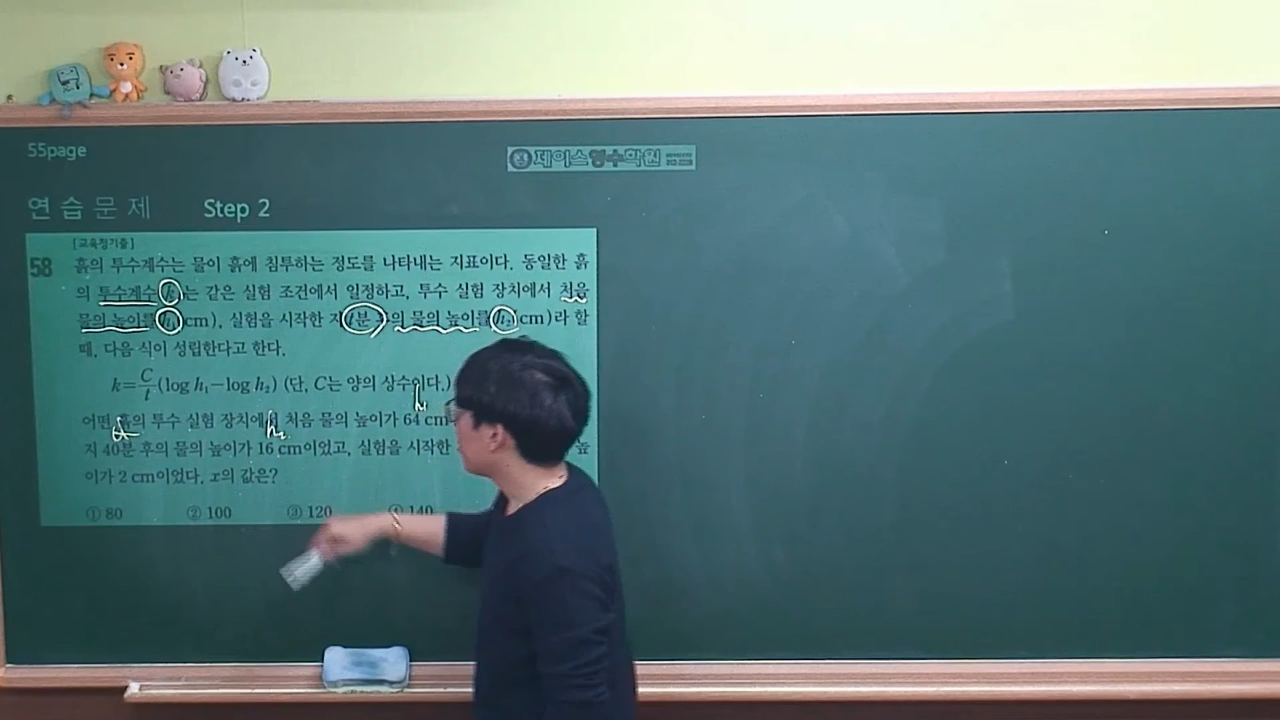 55page
제이스영수학원
연습문제 Step 2
[교육청기출]
58 흙의 투수계수는 물이 흙에 침투하는 정도를 나타내는 지표이다. 동일한 흙
의 투수계수 k는 같은 실험 조건에서 일정하고, 투수 실험 장치에서 처음
물의 높이를 h₁(cm), 실험을 시작한 지 t분 후의 물의 높이를 h₂(cm)라 할
때, 다음 식이 성립한다고 한다.
k=C/t(log h₁-log h₂) (단, C는 양의 상수이다.)
h₁
어떤 흙의 투수 실험 장치에서 처음 물의 높이가 64 cm
h₂
지 40분 후의 물의 높이가 16 cm이었고, 실험을 시작한 높
이가 2 cm이었다. x의 값은?
① 80 ② 100 ③ 120 ④ 140